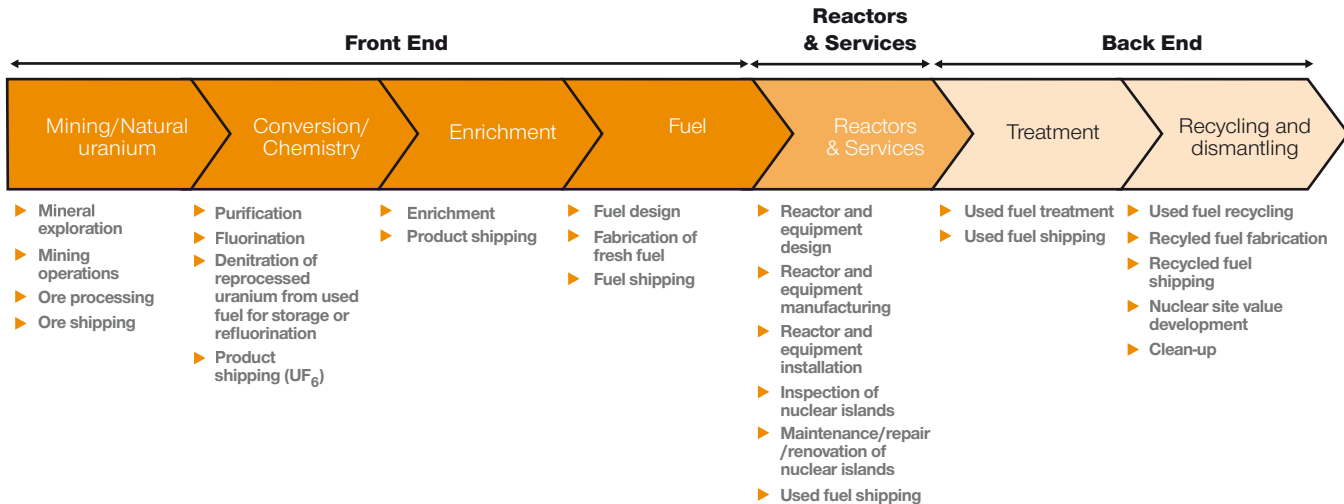 Front End
Reactors
& Services
Back End
Mining/Natural
uranium
Conversion/
Chemistry
Enrichment
Fuel
Reactors
& Services
Treatment
Recycling and
dismantling
Mineral
exploration
Mining
operations
Ore processing
Ore shipping
Purification
Fluorination
Denitration of
reprocessed
uranium from used
fuel for storage or
refluorination
Product
shipping (UF₆)
Enrichment
Product shipping
Fuel design
Fabrication of
fresh fuel
Fuel shipping
Reactor and
equipment
design
Reactor and
equipment
manufacturing
Reactor and
equipment
installation
Inspection of
nuclear islands
Maintenance/repair
/renovation of
nuclear islands
Used fuel shipping
Used fuel treatment
Used fuel shipping
Used fuel recycling
Recyled fuel fabrication
Recycled fuel
shipping
Nuclear site value
development
Clean-up